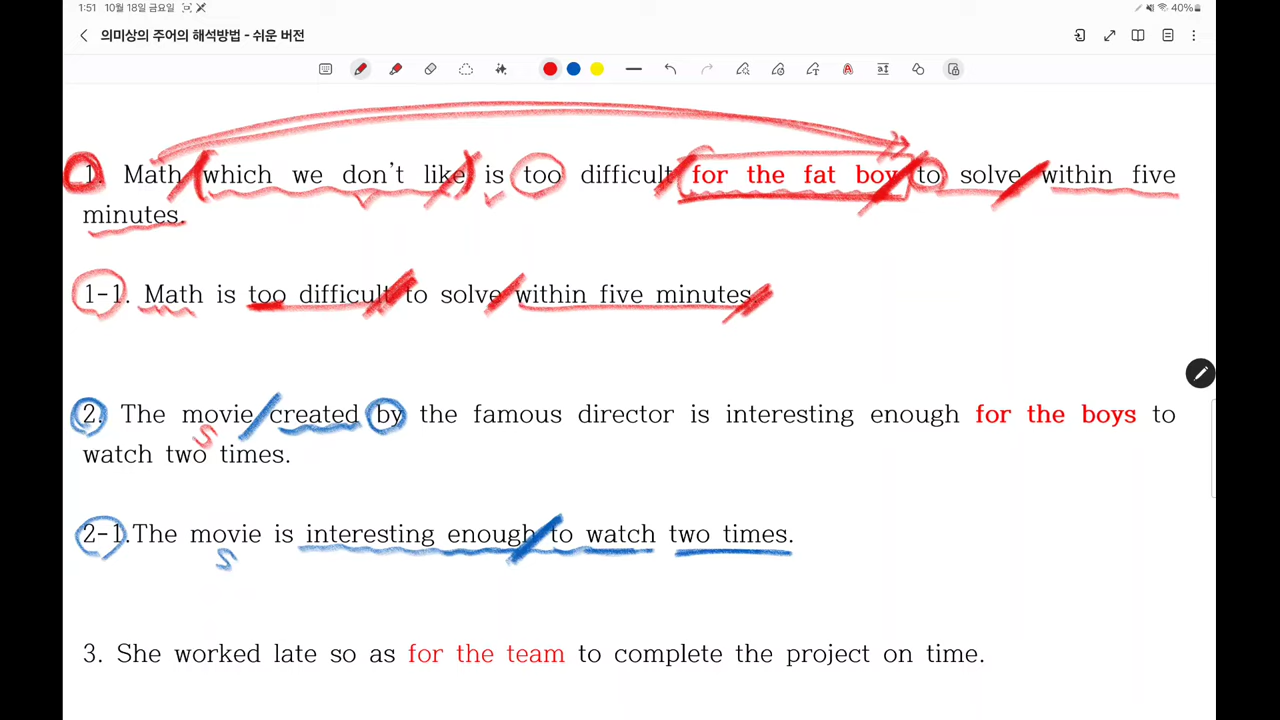 1:51 10월 18일 금요일 40%
의미상의 주어의 해석방법 - 쉬운 버전
1. Math which we don't like is too difficult for the fat boy to solve within five
minutes.
1-1. Math is too difficult to solve within five minutes.
2. The movie created by the famous director is interesting enough for the boys to
S
watch two times.
2-1.The movie is interesting enough to watch two times.
S
3. She worked late so as for the team to complete the project on time.